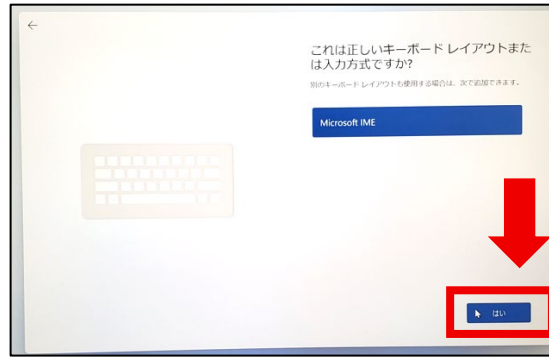 これは正しいキーボード レイアウトまた
は入力方式ですか?
別のキーボード レイアウトも使用する場合は、次で追加できます。
Microsoft IME
はい